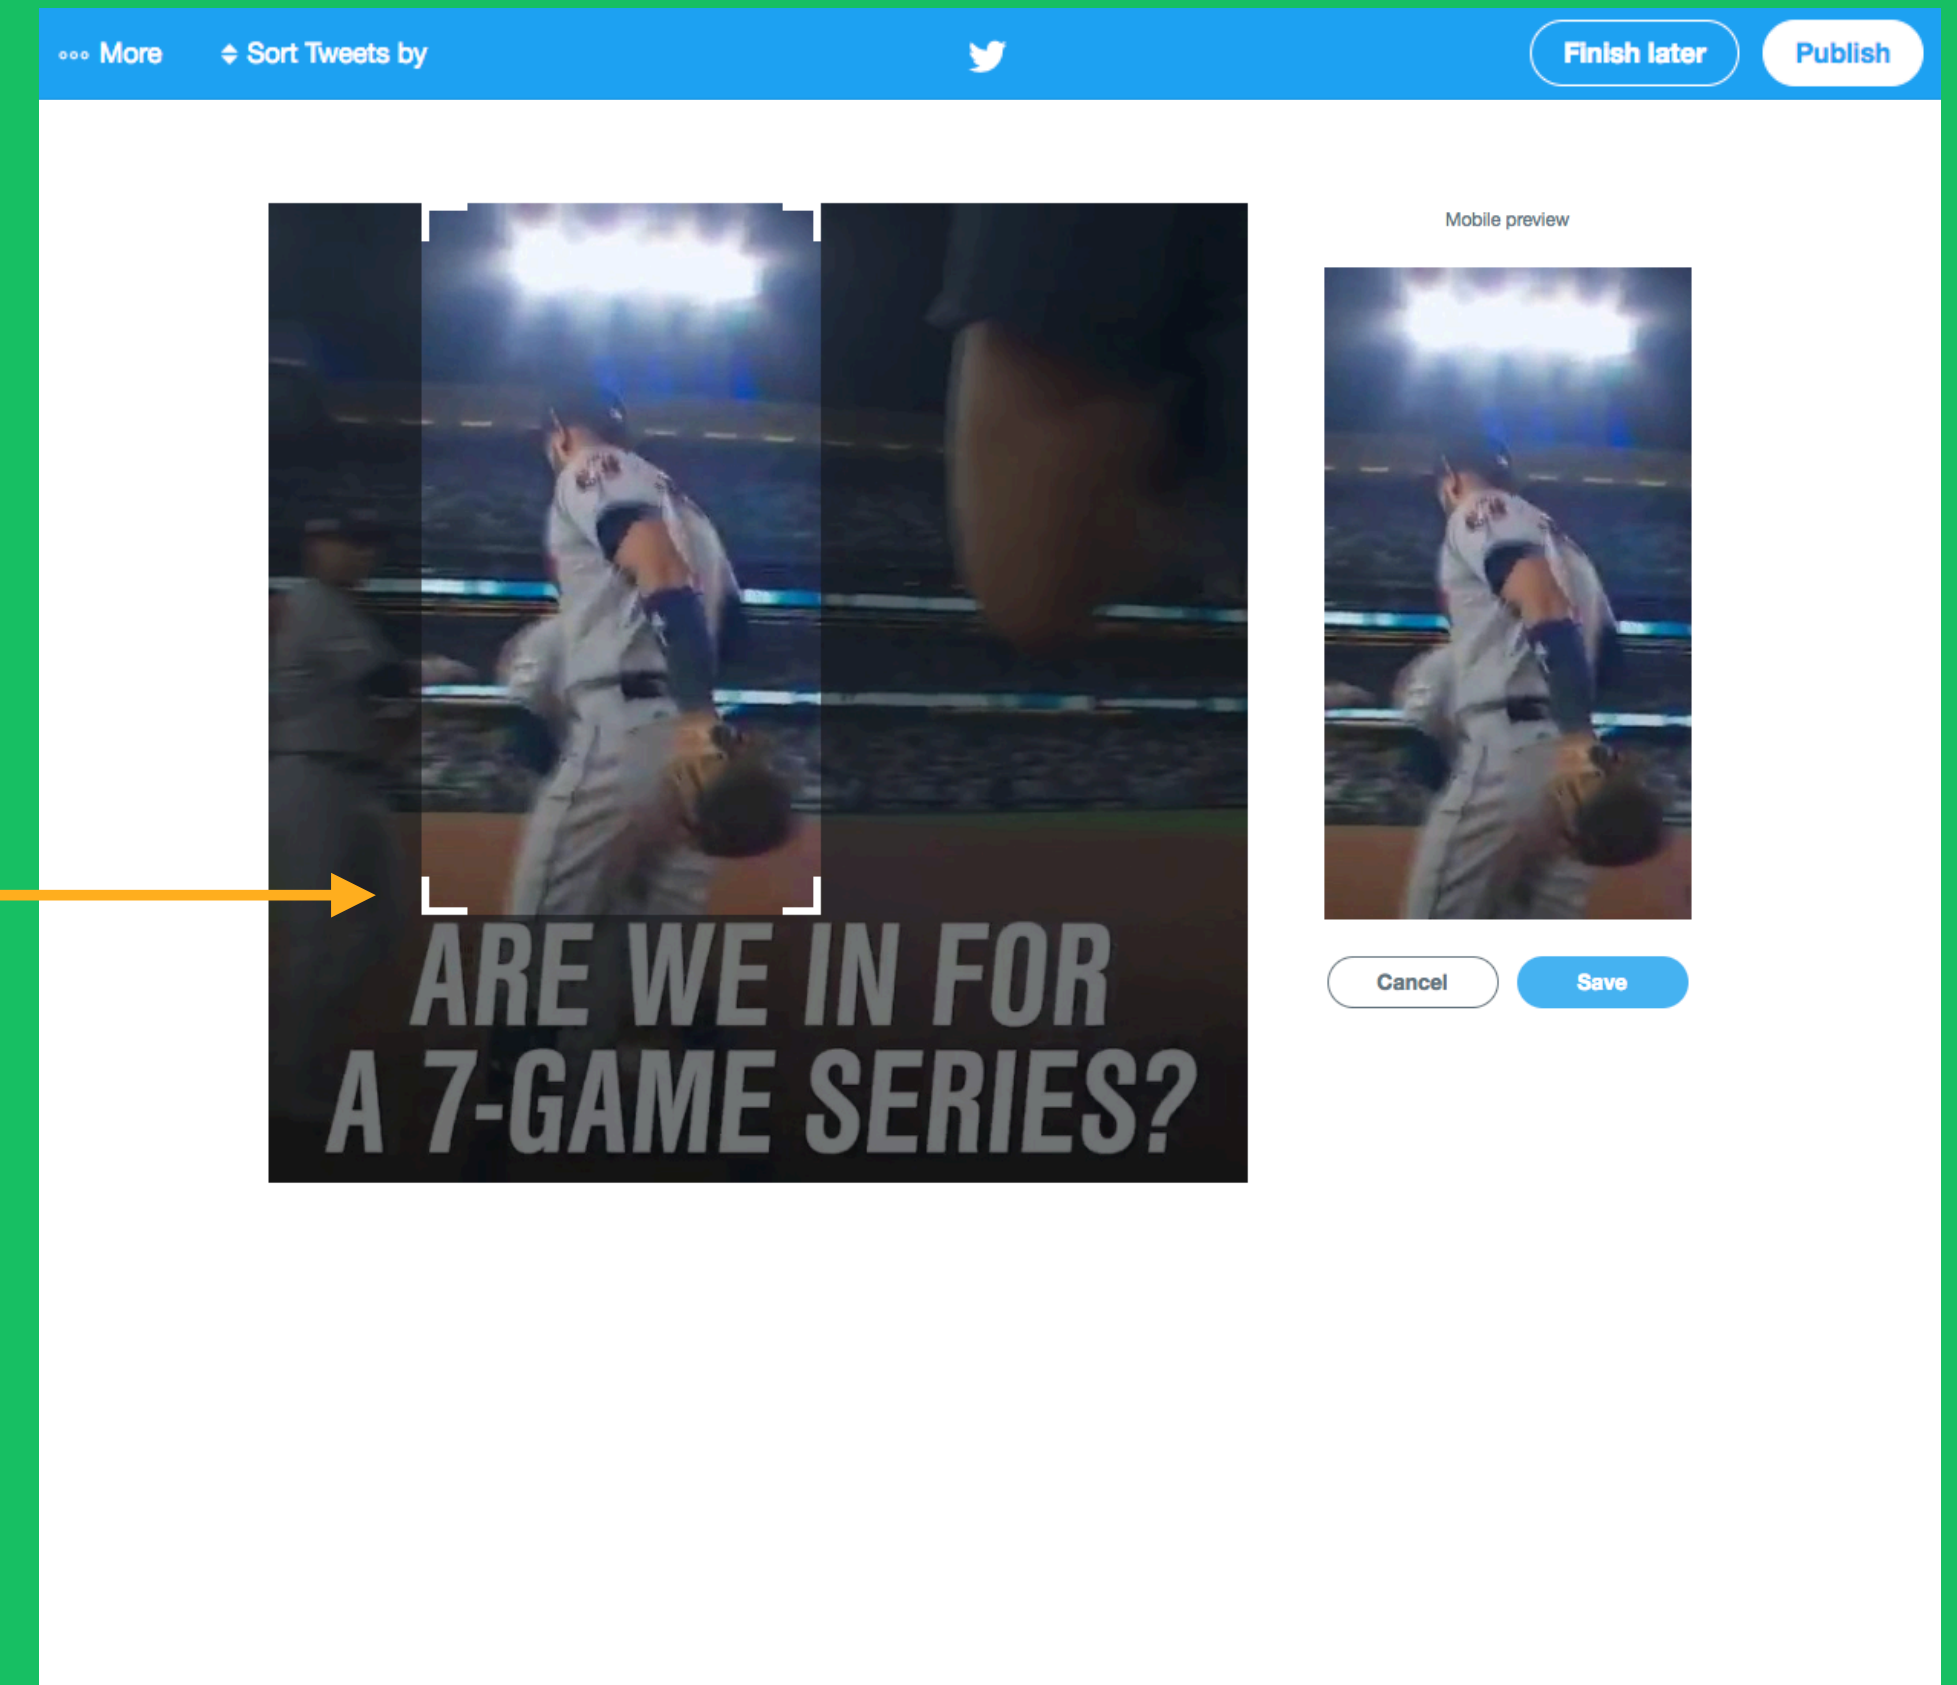 More
Sort Tweets by
Finish later
Publish
Mobile preview
ARE WE IN FOR
A 7-GAME SERIES?
Cancel
Save